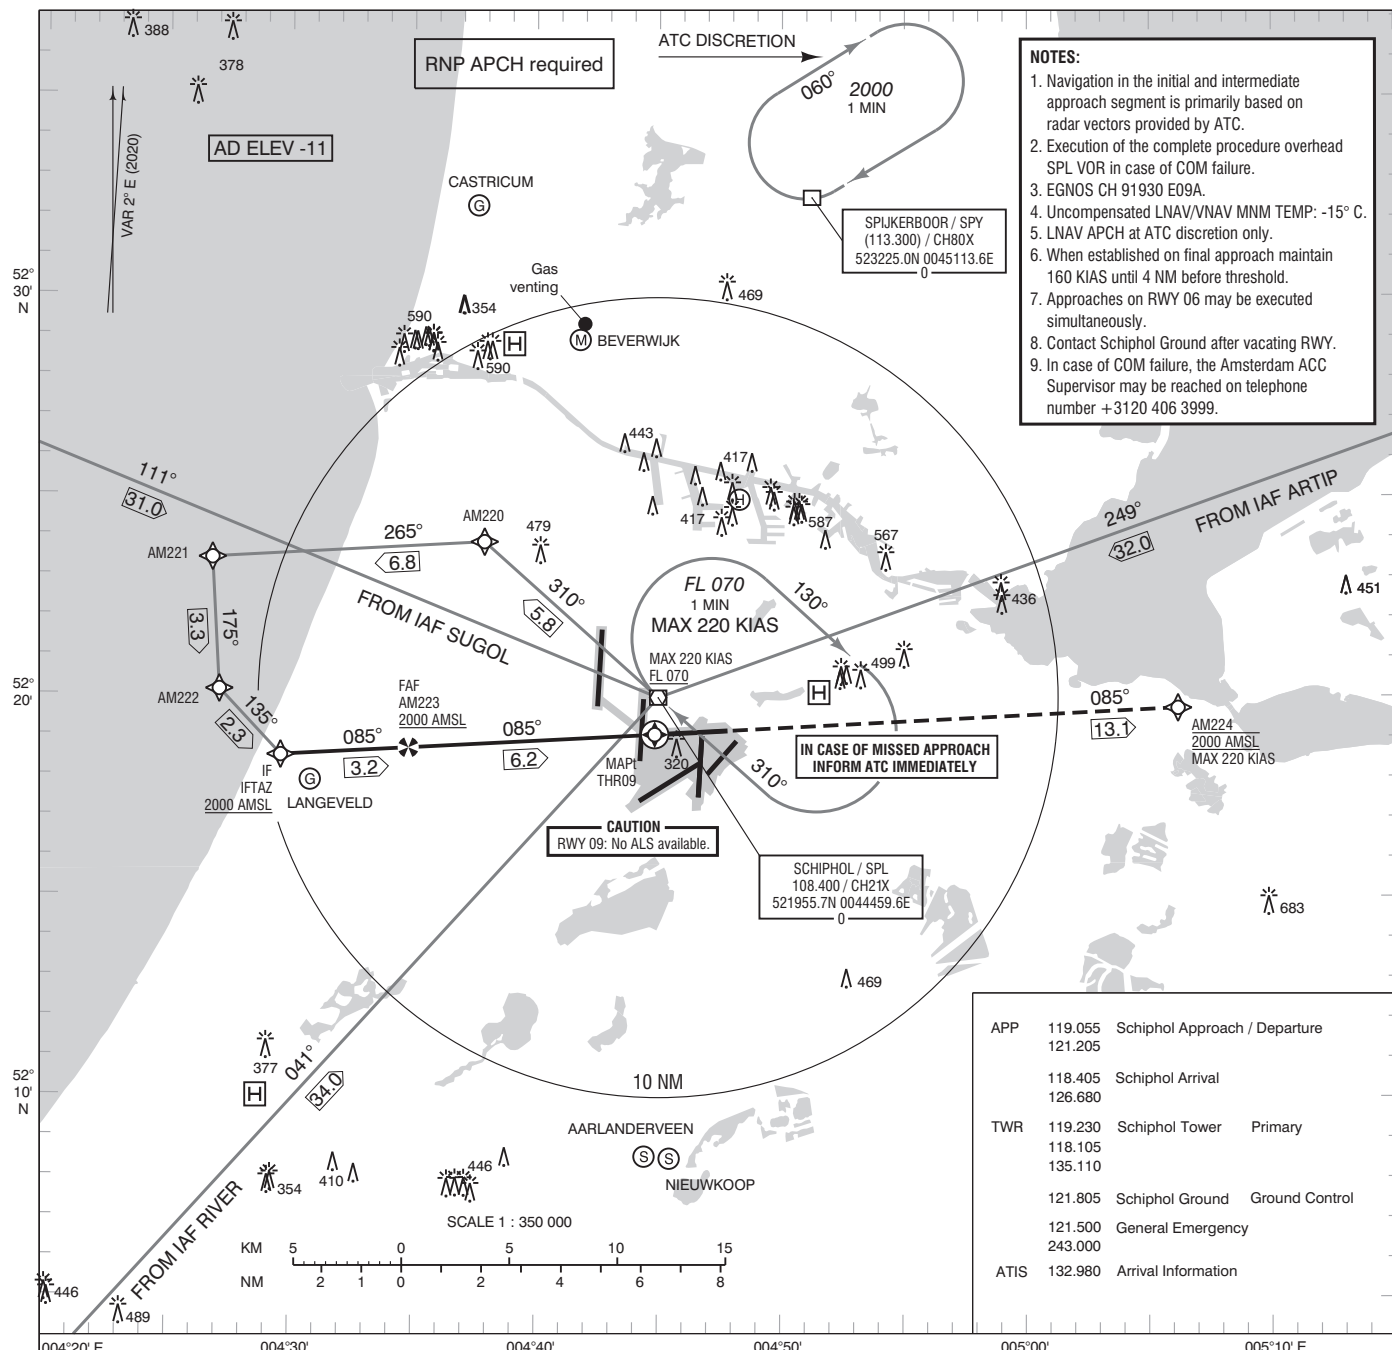 388
378
RNP APCH required
ATC DISCRETION
060°
2000
1 MIN
NOTES:
1. Navigation in the initial and intermediate
approach segment is primarily based on
radar vectors provided by ATC.
2. Execution of the complete procedure overhead
SPL VOR in case of COM failure.
3. EGNOS CH 91930 E09A.
4. Uncompensated LNAV/VNAV MNM TEMP: -15° C.
5. LNAV APCH at ATC discretion only.
6. When established on final approach maintain
160 KIAS until 4 NM before threshold.
7. Approaches on RWY 06 may be executed
simultaneously.
8. Contact Schiphol Ground after vacating RWY.
9. In case of COM failure, the Amsterdam ACC
Supervisor may be reached on telephone
number +3120 406 3999.
VAR 2° E (2020)
AD ELEV -11
CASTRICUM
G
SPIJKERBOOR / SPY
(113.300) / CH80X
523225.0N 0045113.6E
0
52°
30'
N
Gas
venting
469
354
590
590
H
M BEVERWIJK
443
417
417
H
587
567
436
451
111°
31.0
249°
32.0
FROM IAF ARTIP
AM220
AM221
265°
6.8
479
310°
5.8
FROM IAF SUGOL
175°
3.3
AM222
135°
2.3
FL 070
1 MIN
MAX 220 KIAS
130°
MAX 220 KIAS
FL 070
499
H
52°
20'
FAF
AM223
2000 AMSL
085°
3.2
085°
6.2
085°
13.1
AM224
2000 AMSL
MAX 220 KIAS
IF
IFTAZ
2000 AMSL
G
LANGEVELD
MAPt
THR09
320
310°
IN CASE OF MISSED APPROACH
INFORM ATC IMMEDIATELY
CAUTION
RWY 09: No ALS available.
SCHIPHOL / SPL
108.400 / CH21X
521955.7N 0044459.6E
0
683
469
377
H
041°
34.0
FROM IAF RIVER
52°
10'
N
10 NM
AARLANDERVEEN
S S
NIEUWKOOP
354
410
446
446
489
SCALE 1 : 350 000
KM 5 0 5 10 15
NM 2 1 0 2 4 6 8
APP 119.055 Schiphol Approach / Departure
121.205
118.405 Schiphol Arrival
126.680
TWR 119.230 Schiphol Tower Primary
118.105
135.110
121.805 Schiphol Ground Ground Control
121.500 General Emergency
243.000
ATIS 132.980 Arrival Information
004°20' E 004°30' 004°40' 004°50' 005°00' 005°10' E